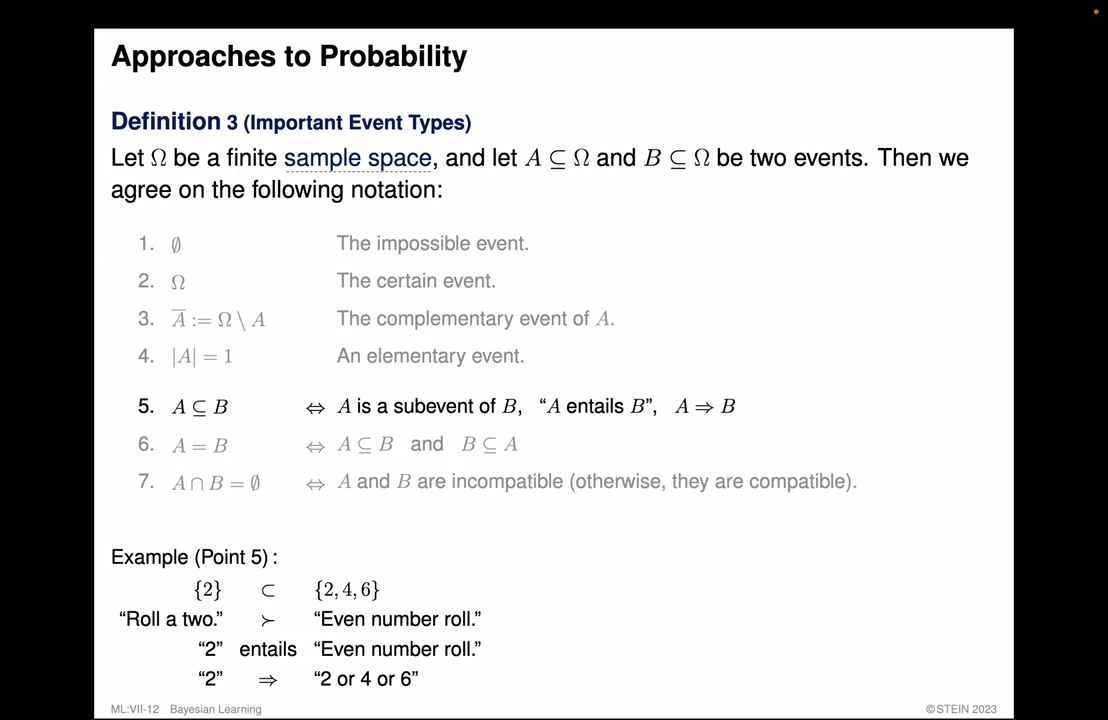 Approaches to Probability
Definition 3 (Important Event Types)
Let Ω be a finite sample space, and let A ⊆ Ω and B ⊆ Ω be two events. Then we
agree on the following notation:
1. ∅ The impossible event.
2. Ω The certain event.
3. A̅ := Ω \ A The complementary event of A.
4. |A| = 1 An elementary event.
5. A ⊆ B ⇔ A is a subevent of B, “A entails B”, A ⇒ B
6. A = B ⇔ A ⊆ B and B ⊆ A
7. A ∩ B = ∅ ⇔ A and B are incompatible (otherwise, they are compatible).
Example (Point 5) :
{2} ⊂ {2, 4, 6}
“Roll a two.” ≻ “Even number roll.”
“2” entails “Even number roll.”
“2” ⇒ “2 or 4 or 6”
ML:VII-12 Bayesian Learning © STEIN 2023